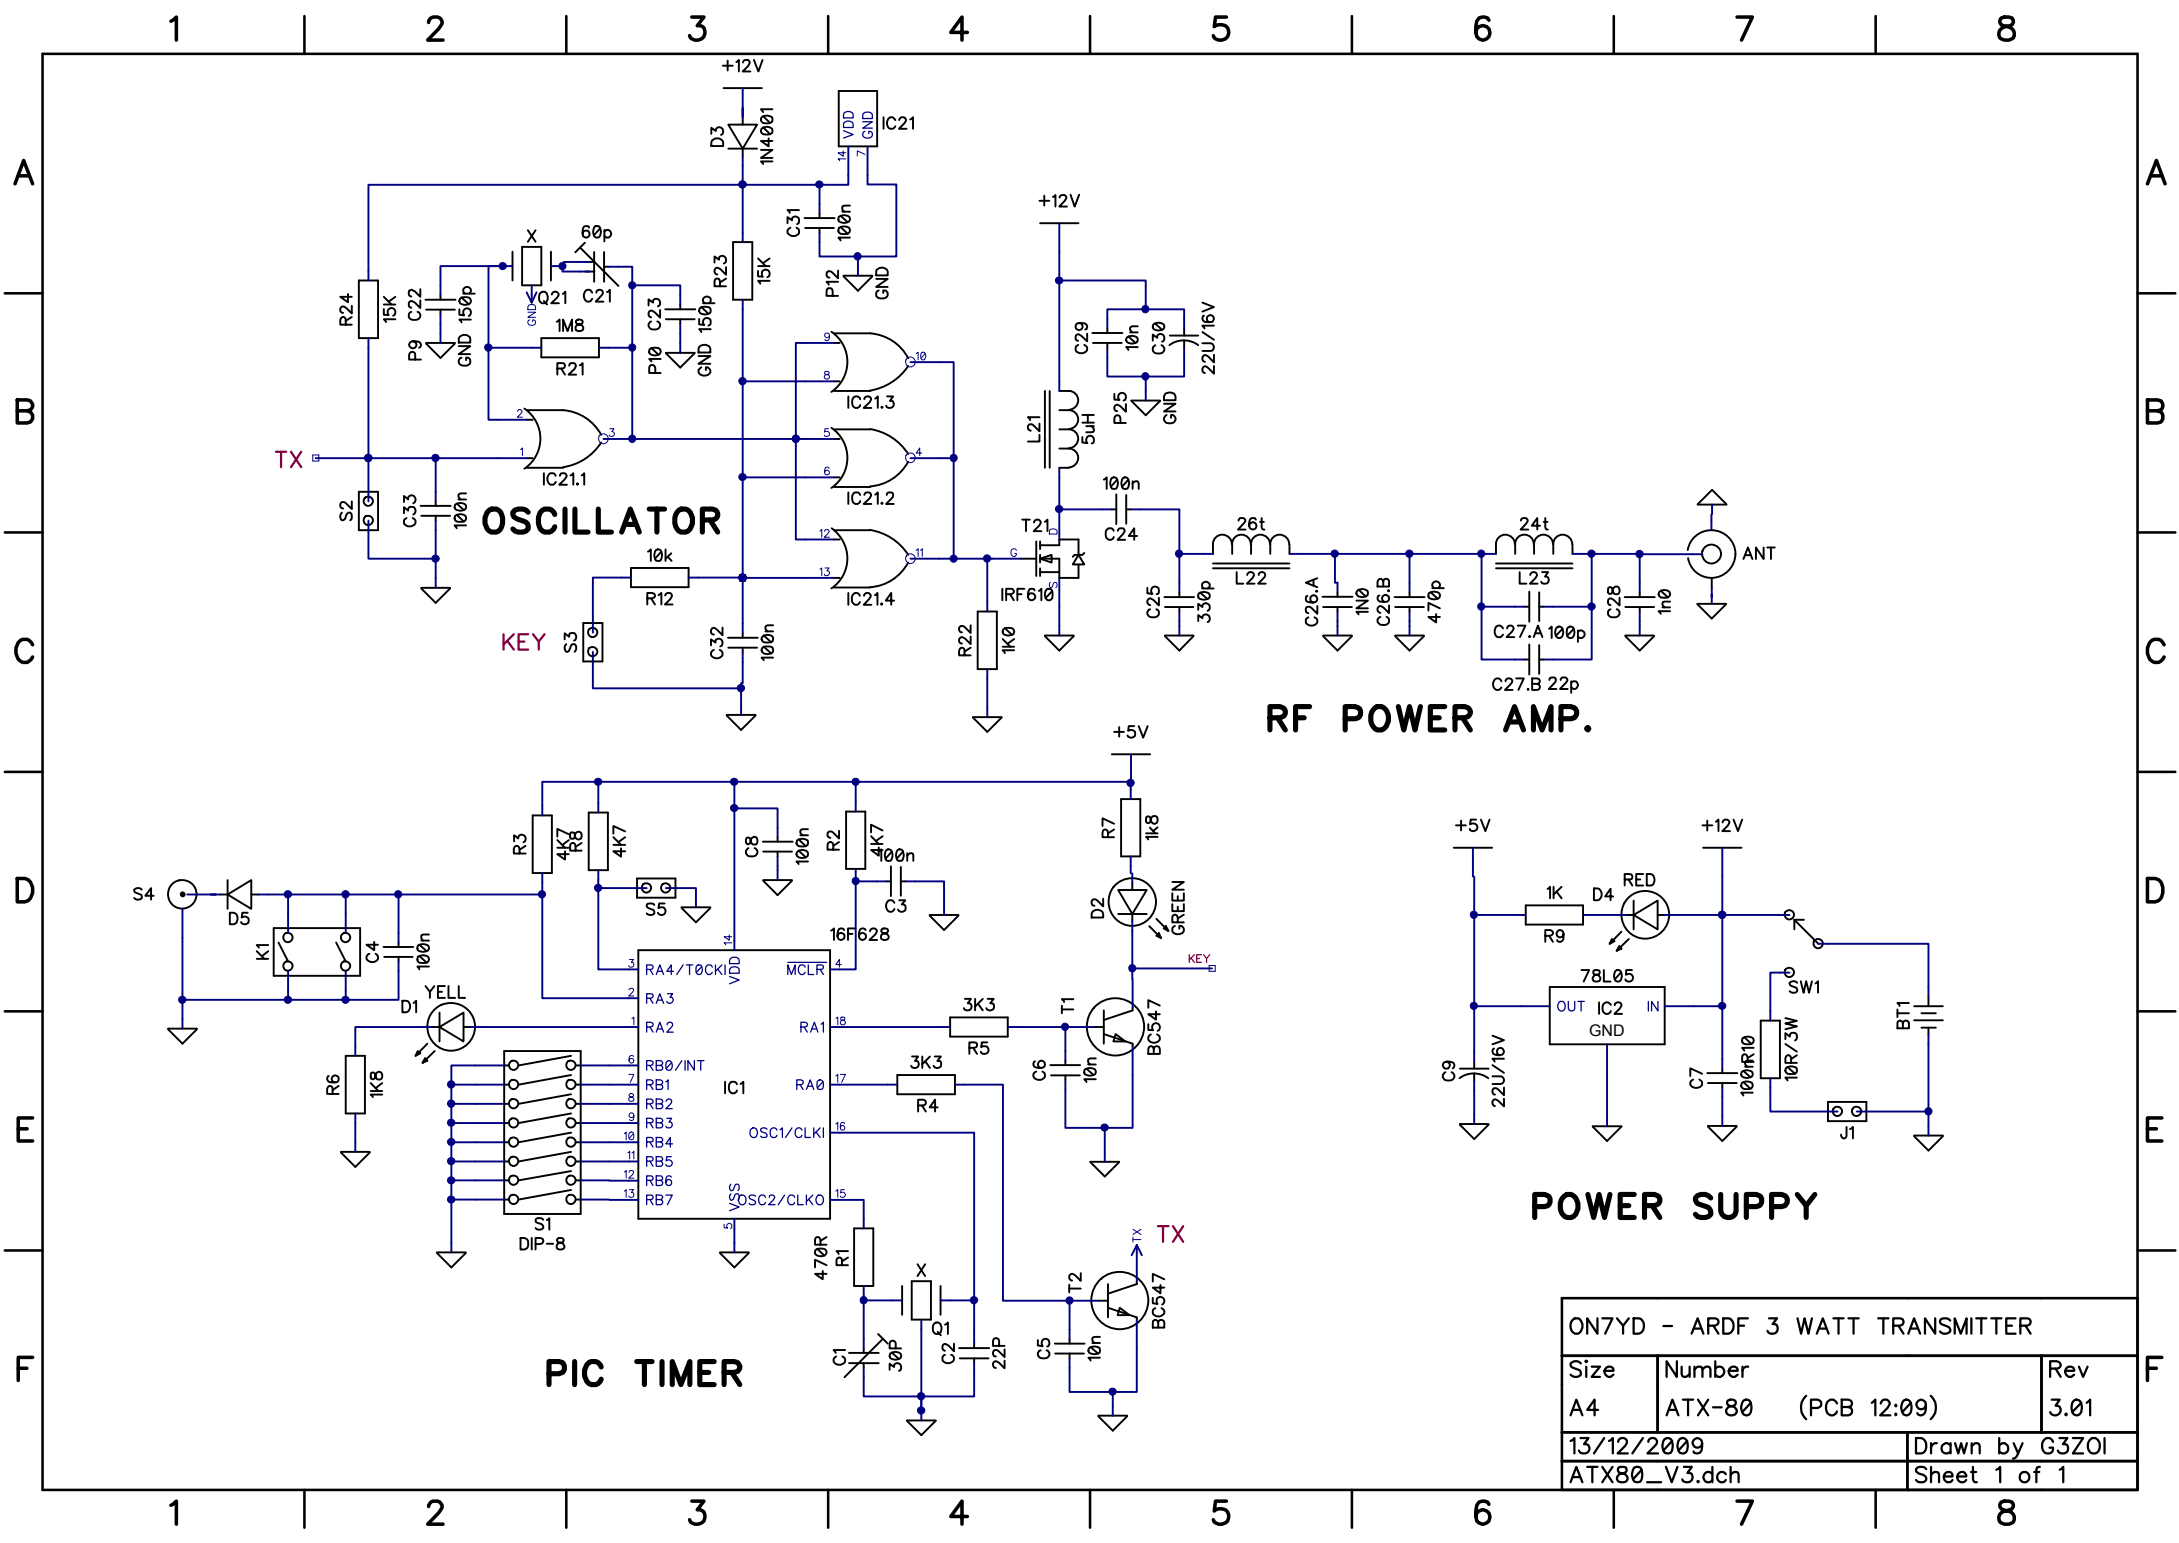 1 2 3 4 5 6 7 8
A
B
C
D
E
F
A
B
C
D
E
F
+12V
D3
1N4001
VDD
GND
14
7
IC21
C31
100n
P12
GND
R23
15K
R24
15K
C22
150p
P9
GND
X
Q21
GND
60p
C21
1M8
R21
C23
150p
P10
GND
2
1
3
IC21.1
9
8
10
IC21.3
5
6
4
IC21.2
12
13
11
IC21.4
TX
S2
C33
100n
OSCILLATOR
10k
R12
KEY
S3
C32
100n
R22
1K0
+12V
C29
10n
C30
22U/16V
P25
GND
L21
5uH
100n
C24
T21
D
G
S
IRF610
C25
330p
26t
L22
C26.A
1N0
C26.B
470p
24t
L23
C27.A 100p
C27.B 22p
C28
1n0
ANT
RF POWER AMP.
+5V
R3
4K7
R8
4K7
C8
100n
R2
4K7
100n
C3
R7
1k8
D2
GREEN
S4
D5
K1
C4
100n
S5
16F628
14
VDD
3
RA4/T0CKI
2
RA3
1
RA2
6
RB0/INT
7
RB1
8
RB2
9
RB3
10
RB4
11
RB5
12
RB6
13
RB7
MCLR
4
RA1
18
RA0
17
OSC1/CLKI
16
OSC2/CLKO
15
VSS
5
IC1
D1
YELL
R6
1K8
S1
DIP-8
3K3
R5
3K3
R4
T1
BC547
C6
10n
KEY
470R
R1
X
Q1
C1
30P
C2
22P
T2
BC547
C5
10n
TX
TX
PIC TIMER
+5V
+12V
1K
R9
D4
RED
78L05
OUT
IC2
IN
GND
C9
22U/16V
C7
100n
R10
10R/3W
SW1
BT1
J1
POWER SUPPY
ON7YD - ARDF 3 WATT TRANSMITTER
Size Number Rev
A4 ATX-80 (PCB 12:09) 3.01
13/12/2009 Drawn by G3ZOI
ATX80_V3.dch Sheet 1 of 1
1 2 3 4 5 6 7 8